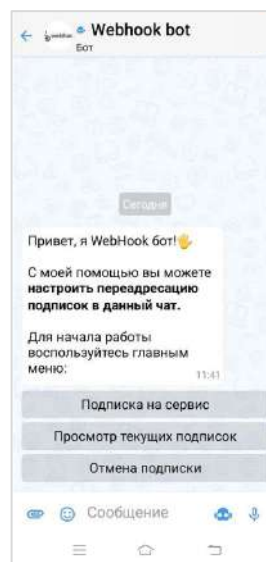 Webhook bot
Бот
Сегодня
Привет, я WebHook бот!🖐
С моей помощью вы можете
настроить переадресацию
подписок в данный чат.
Для начала работы
воспользуйтесь главным
меню:
11:41
Подписка на сервис
Просмотр текущих подписок
Отмена подписки
Сообщение